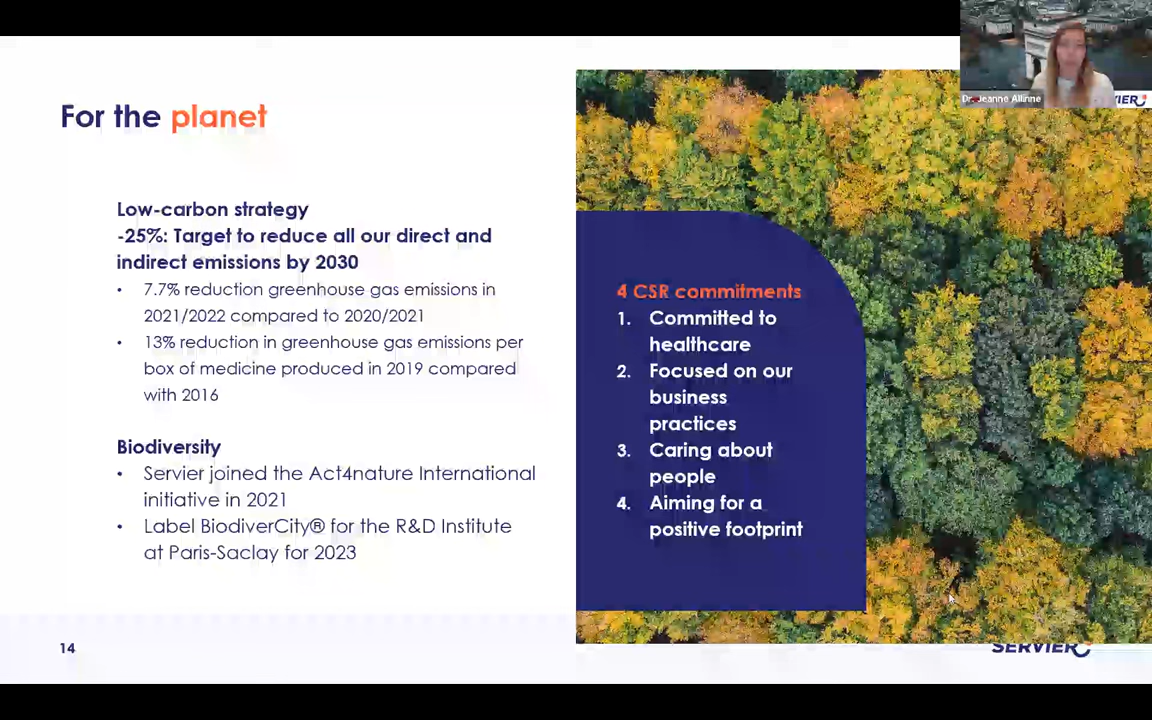 For the planet
Low-carbon strategy
-25%: Target to reduce all our direct and
indirect emissions by 2030
• 7.7% reduction greenhouse gas emissions in
2021/2022 compared to 2020/2021
• 13% reduction in greenhouse gas emissions per
box of medicine produced in 2019 compared
with 2016
Biodiversity
• Servier joined the Act4nature International
initiative in 2021
• Label BiodiverCity® for the R&D Institute
at Paris-Saclay for 2023
14
4 CSR commitments
1. Committed to
healthcare
2. Focused on our
business
practices
3. Caring about
people
4. Aiming for a
positive footprint
Dr. Jeanne Allinne
VIER
SERVIER